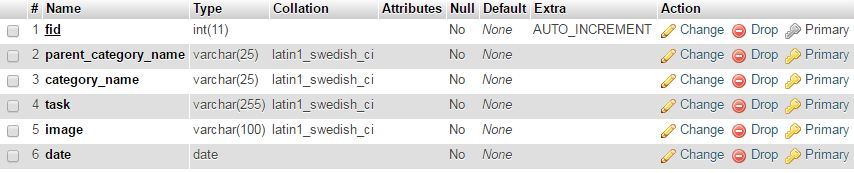 # Name Type Collation Attributes Null Default Extra Action
1 fid int(11) No None AUTO_INCREMENT Change Drop Primary
2 parent_category_name varchar(25) latin1_swedish_ci No None Change Drop Primary
3 category_name varchar(25) latin1_swedish_ci No None Change Drop Primary
4 task varchar(255) latin1_swedish_ci No None Change Drop Primary
5 image varchar(100) latin1_swedish_ci No None Change Drop Primary
6 date date No None Change Drop Primary